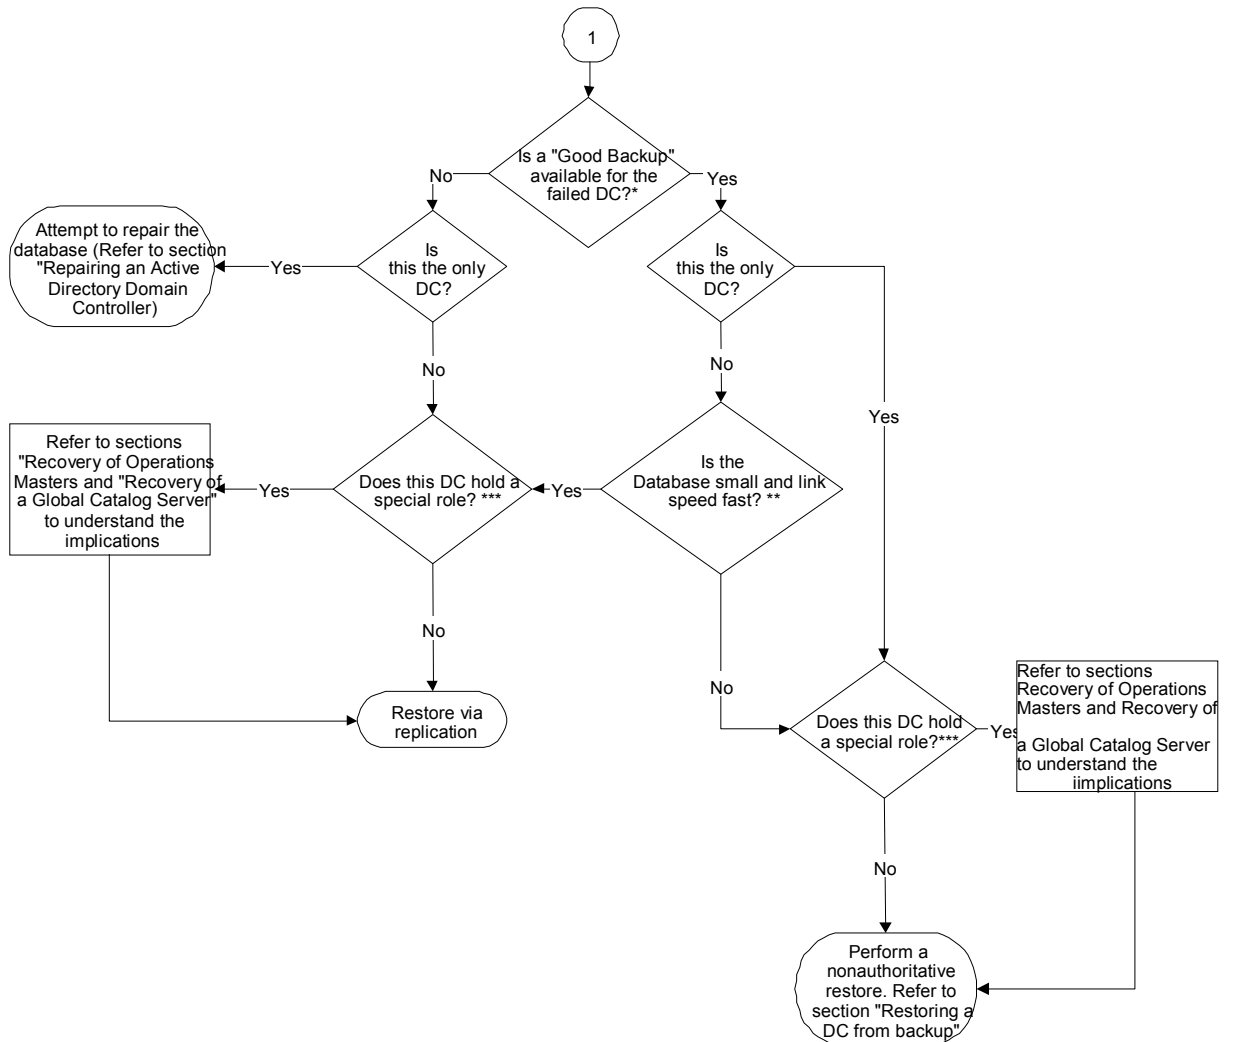 1
Is a "Good Backup"
available for the
failed DC?*
No
Yes
Attempt to repair the
database (Refer to section
"Repairing an Active
Directory Domain
Controller)
Yes
Is
this the only
DC?
Is
this the only
DC?
No
No
Yes
Refer to sections
"Recovery of Operations
Masters and "Recovery of
a Global Catalog Server"
to understand the
implications
Yes
Does this DC hold a
special role? ***
Yes
Is the
Database small and link
speed fast? **
No
No
Restore via
replication
Does this DC hold
a special role?***
Yes
Refer to sections
Recovery of Operations
Masters and Recovery of
a Global Catalog Server
to understand the
iimplications
No
Perform a
nonauthoritative
restore. Refer to
section "Restoring a
DC from backup"